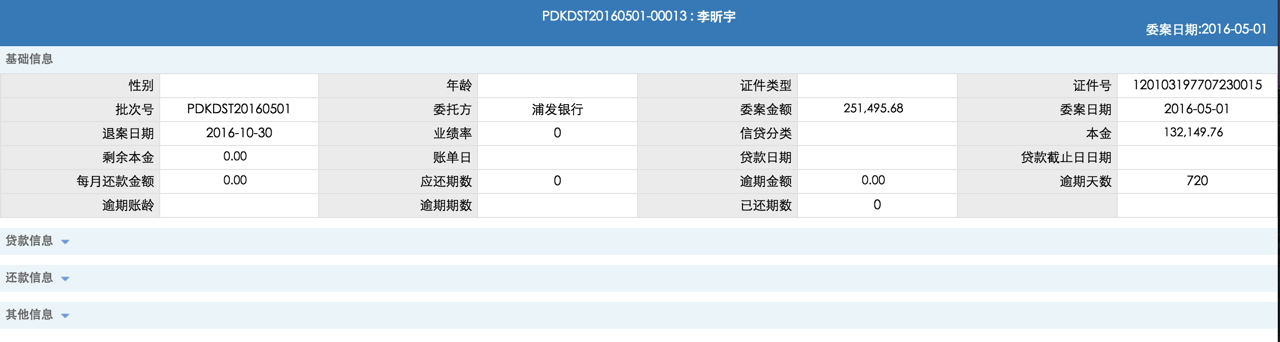 PDKDST20160501-00013 : 李昕宇
委案日期:2016-05-01
基础信息
性别 年龄 证件类型 证件号 120103197707230015
批次号 PDKDST20160501 委托方 浦发银行 委案金额 251,495.68 委案日期 2016-05-01
退案日期 2016-10-30 业绩率 0 信贷分类 本金 132,149.76
剩余本金 0.00 账单日 贷款日期 贷款截止日日期
每月还款金额 0.00 应还期数 0 逾期金额 0.00 逾期天数 720
逾期账龄 逾期期数 已还期数 0
贷款信息
还款信息
其他信息